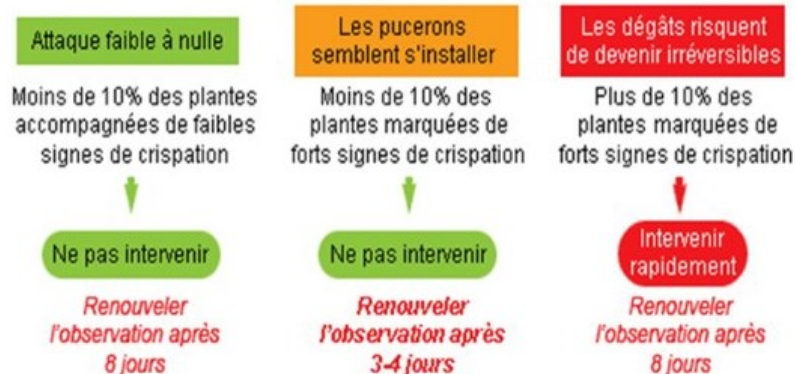 Attaque faible à nulle
Moins de 10% des plantes
accompagnées de faibles
signes de crispation
Ne pas intervenir
Renouveler
l'observation après
8 jours
Les pucerons
semblent s'installer
Moins de 10% des
plantes marquées de
forts signes de crispation
Ne pas intervenir
Renouveler
l'observation après
3-4 jours
Les dégâts risquent
de devenir irréversibles
Plus de 10% des
plantes marquées de
forts signes de crispation
Intervenir
rapidement
Renouveler
l'observation après
8 jours